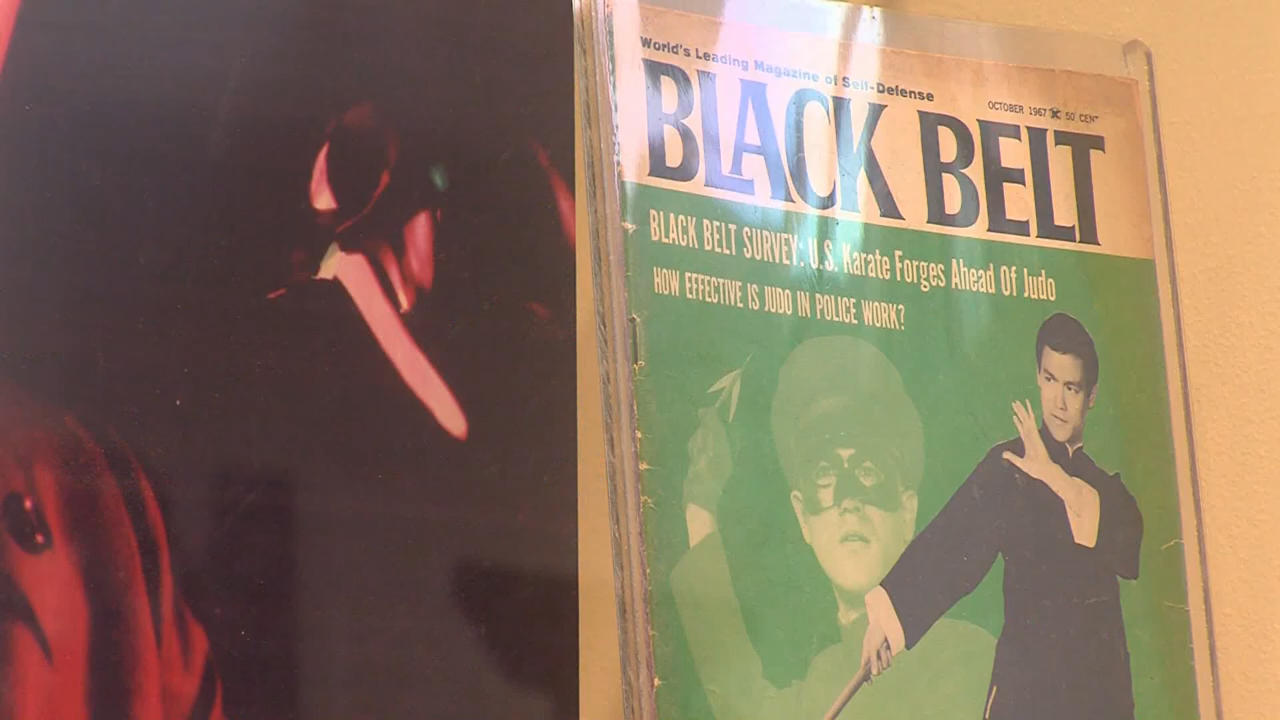 World's Leading Magazine of Self-Defense
BLACK BELT
OCTOBER 1967 50 CENT
BLACK BELT SURVEY: U.S. Karate Forges Ahead Of Judo
HOW EFFECTIVE IS JUDO IN POLICE WORK?